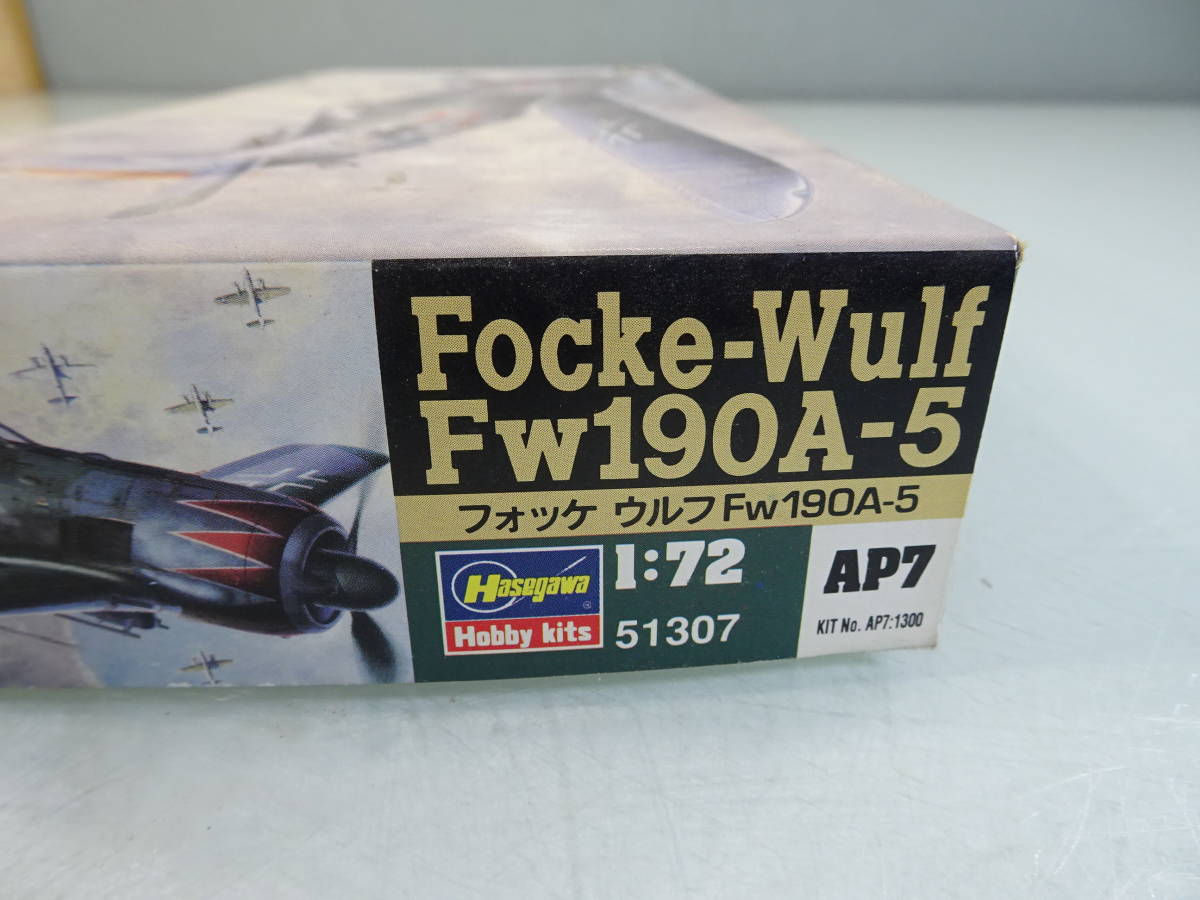 Focke-Wulf
Fw190A-5
フォッケ ウルフFw190A-5
Hasegawa
Hobby kits
1:72
51307
AP7
KIT No. AP7:1300